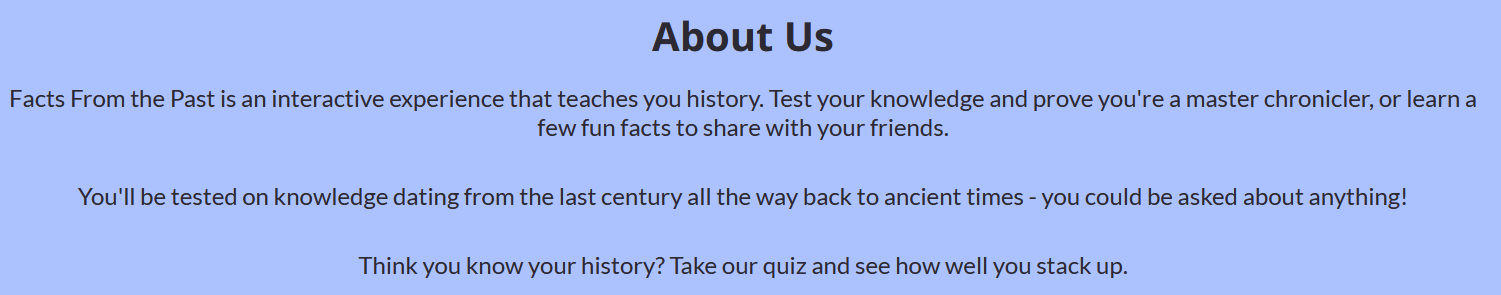 About Us
Facts From the Past is an interactive experience that teaches you history. Test your knowledge and prove you're a master chronicler, or learn a
few fun facts to share with your friends.
You'll be tested on knowledge dating from the last century all the way back to ancient times - you could be asked about anything!
Think you know your history? Take our quiz and see how well you stack up.